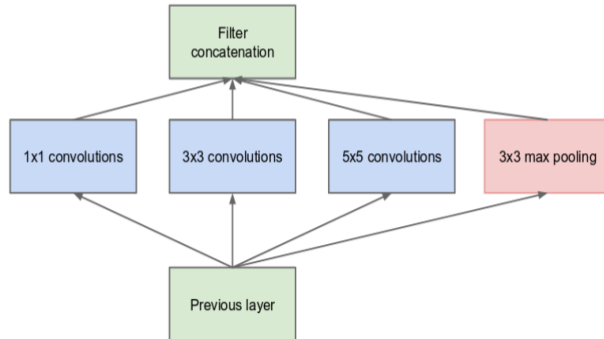 Filter
concatenation
1x1 convolutions
3x3 convolutions
5x5 convolutions
3x3 max pooling
Previous layer